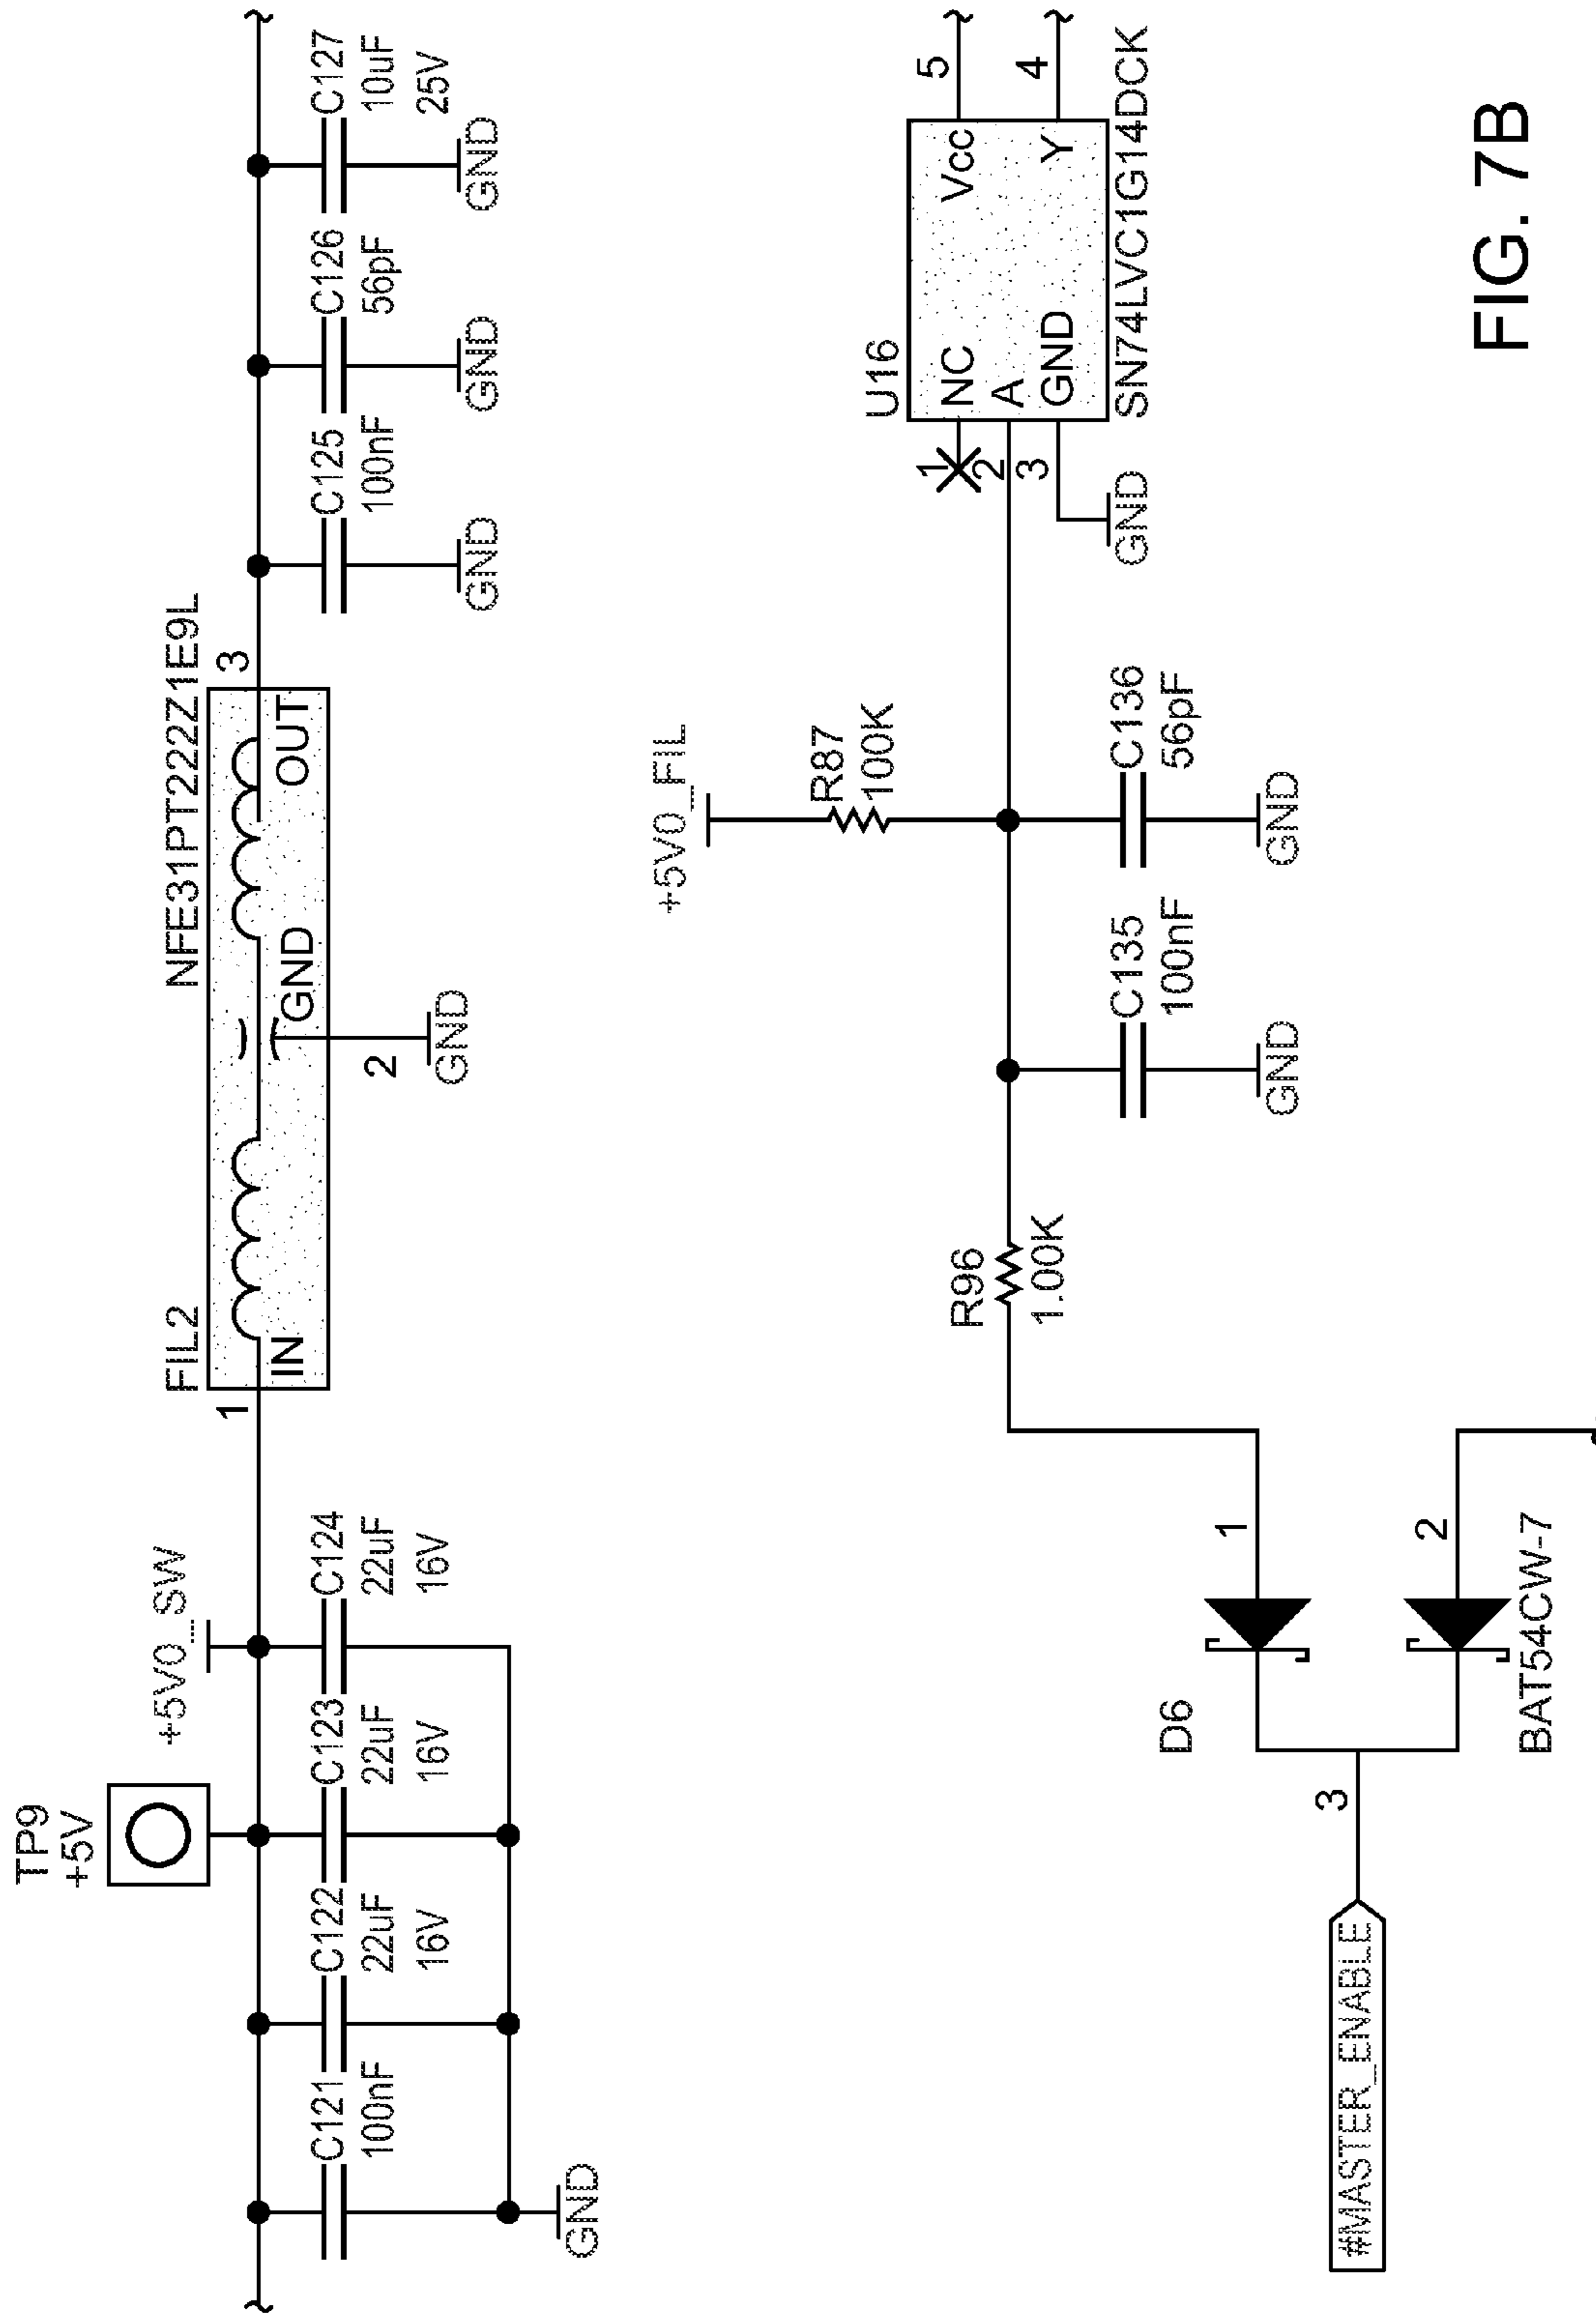 TP9
+5V
+5V0_SW
C121
100nF
C122
22uF
16V
C123
22uF
16V
C124
22uF
16V
GND
FIL2
NFE31PT222Z1E9L
1
IN
GND
OUT
3
2
GND
C125
100nF
GND
C126
56pF
GND
C127
10uF
25V
GND
#MASTER_ENABLE
3
D6
1
2
BAT54CW-7
R96
1.00K
C135
100nF
GND
+5V0_FIL
R87
100K
C136
56pF
GND
U16
1
NC
Vcc
5
2
A
3
GND
Y
4
GND
SN74LVC1G14DCK
FIG. 7B